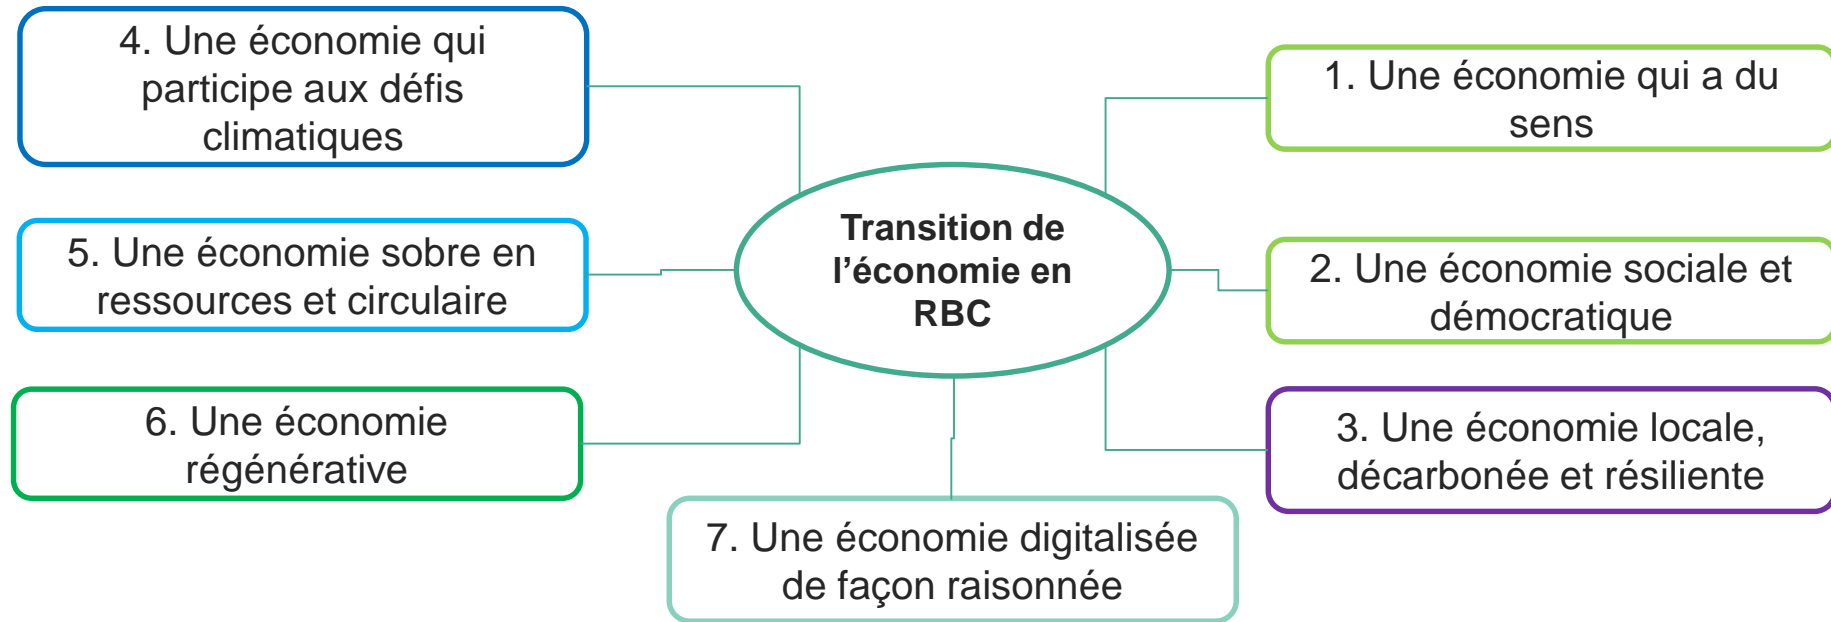 4. Une économie qui
participe aux défis
climatiques
1. Une économie qui a du
sens
Transition de
l’économie en
RBC
5. Une économie sobre en
ressources et circulaire
2. Une économie sociale et
démocratique
6. Une économie
régénérative
3. Une économie locale,
décarbonée et résiliente
7. Une économie digitalisée
de façon raisonnée